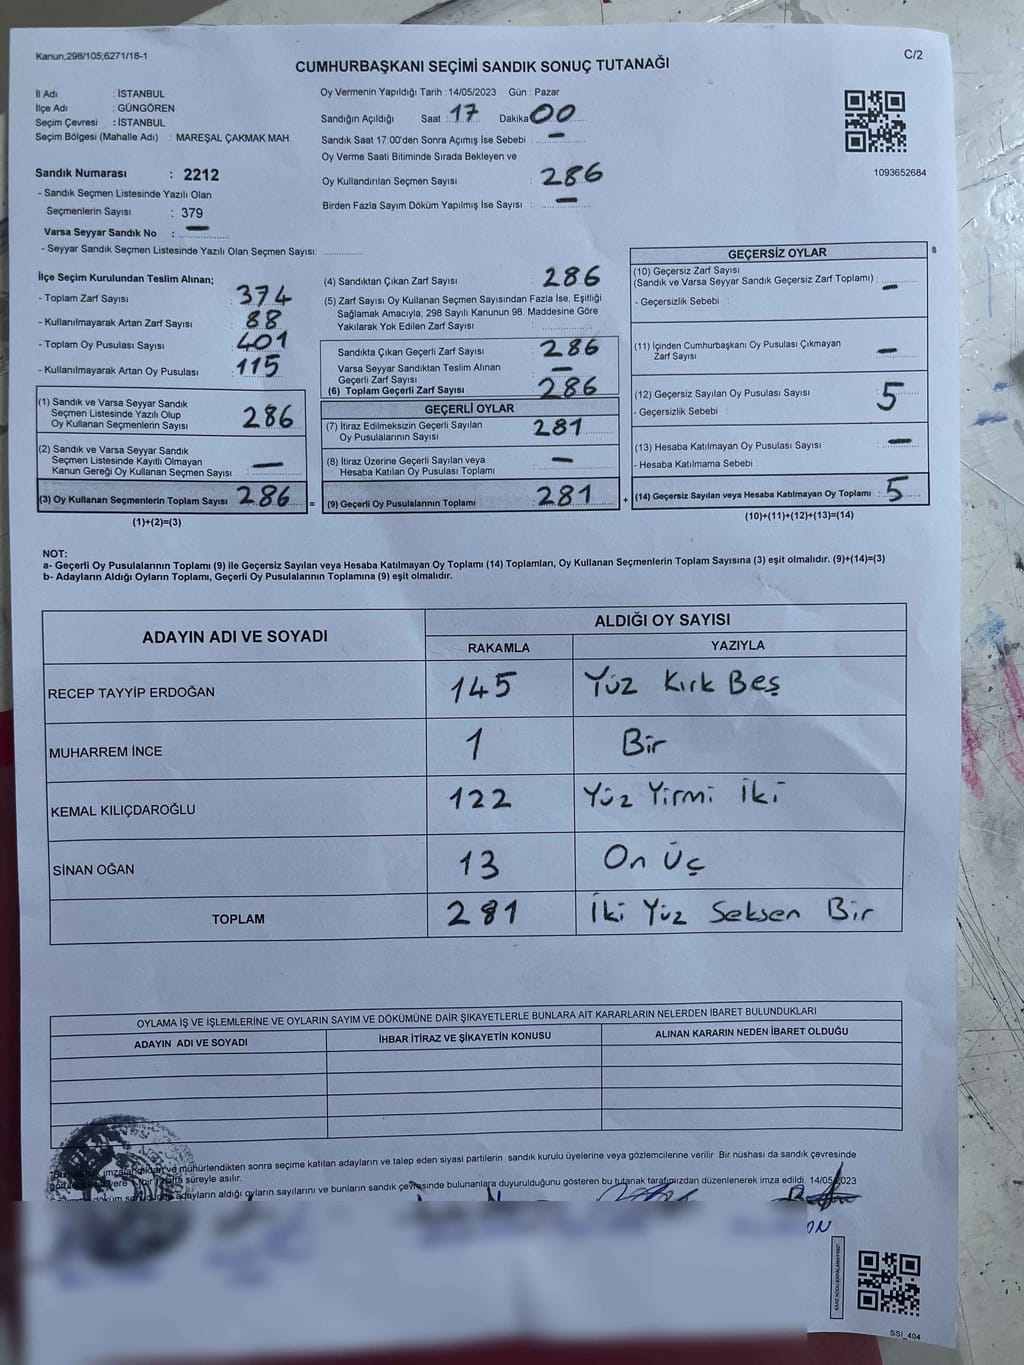 Kanun;298/105;6271/18-1
C/2
CUMHURBAŞKANI SEÇİMİ SANDIK SONUÇ TUTANAĞI
İl Adı : İSTANBUL
İlçe Adı : GÜNGÖREN
Seçim Çevresi : İSTANBUL
Seçim Bölgesi (Mahalle Adı) : MAREŞAL ÇAKMAK MAH.
Sandık Numarası : 2212
- Sandık Seçmen Listesinde Yazılı Olan
Seçmenlerin Sayısı : 379
Varsa Seyyar Sandık No : —
- Seyyar Sandık Seçmen Listesinde Yazılı Olan Seçmen Sayısı:
Oy Vermenin Yapıldığı Tarih : 14/05/2023 Gün : Pazar
Sandığın Açıldığı Saat : 17 Dakika 00
Sandık Saat 17:00'den Sonra Açımış İse Sebebi : —
Oy Verme Saati Bitiminde Sırada Bekleyen ve
Oy Kullandırılan Seçmen Sayısı : 286
Birden Fazla Sayım Döküm Yapılmış İse Sayısı : —
1093652684
İlçe Seçim Kurulundan Teslim Alınan;
- Toplam Zarf Sayısı : 374
- Kullanılmayarak Artan Zarf Sayısı : 88
- Toplam Oy Pusulası Sayısı : 401
- Kullanılmayarak Artan Oy Pusulası : 115
(1) Sandık ve Varsa Seyyar Sandık
Seçmen Listesinde Yazılı Olup
Oy Kullanan Seçmenlerin Sayısı : 286
(2) Sandık ve Varsa Seyyar Sandık
Seçmen Listesinde Kayıtlı Olmayan
Kanun Gereği Oy Kullanan Seçmen Sayısı : —
(3) Oy Kullanan Seçmenlerin Toplam Sayısı : 286 =
(1)+(2)=(3)
(4) Sandıktan Çıkan Zarf Sayısı : 286
(5) Zarf Sayısı Oy Kullanan Seçmen Sayısından Fazla İse, Eşitliği
Sağlamak Amacıyla, 298 Sayılı Kanunun 98. Maddesine Göre
Yakılarak Yok Edilen Zarf Sayısı :
Sandıkta Çıkan Geçerli Zarf Sayısı : 286
Varsa Seyyar Sandıktan Teslim Alınan
Geçerli Zarf Sayısı : —
(6) Toplam Geçerli Zarf Sayısı : 286
GEÇERLİ OYLAR
(7) İtiraz Edilmeksizin Geçerli Sayılan
Oy Pusulalarının Sayısı : 281
(8) İtiraz Üzerine Geçerli Sayılan veya
Hesaba Katılan Oy Pusulası Toplamı : —
(9) Geçerli Oy Pusulalarının Toplamı : 281 +
GEÇERSİZ OYLAR
(10) Geçersiz Zarf Sayısı
(Sandık ve Varsa Seyyar Sandık Geçersiz Zarf Toplamı) : —
- Geçersizlik Sebebi :
(11) İçinden Cumhurbaşkanı Oy Pusulası Çıkmayan
Zarf Sayısı : —
(12) Geçersiz Sayılan Oy Pusulası Sayısı : 5
- Geçersizlik Sebebi :
(13) Hesaba Katılmayan Oy Pusulası Sayısı : —
- Hesaba Katılmama Sebebi :
(14) Geçersiz Sayılan veya Hesaba Katılmayan Oy Toplamı : 5
(10)+(11)+(12)+(13)=(14)
NOT:
a- Geçerli Oy Pusulalarının Toplamı (9) ile Geçersiz Sayılan veya Hesaba Katılmayan Oy Toplamı (14) Toplamları, Oy Kullanan Seçmenlerin Toplam Sayısına (3) eşit olmalıdır. (9)+(14)=(3)
b- Adayların Aldığı Oyların Toplamı, Geçerli Oy Pusulalarının Toplamına (9) eşit olmalıdır.
ADAYIN ADI VE SOYADI ALDIĞI OY SAYISI
RAKAMLA YAZIYLA
RECEP TAYYİP ERDOĞAN 145 Yüz Kırk Beş
MUHARREM İNCE 1 Bir
KEMAL KILIÇDAROĞLU 122 Yüz Yirmi İki
SİNAN OĞAN 13 On Üç
TOPLAM 281 İki Yüz Seksen Bir
OYLAMA İŞ VE İŞLEMLERİNE VE OYLARIN SAYIM VE DÖKÜMÜNE DAİR ŞİKAYETLERLE BUNLARA AİT KARARLARIN NELERDEN İBARET BULUNDUKLARI
ADAYIN ADI VE SOYADI İHBAR İTİRAZ VE ŞİKAYETİN KONUSU ALINAN KARARIN NEDEN İBARET OLDUĞU
imzalandıktan ve mühürlendikten sonra seçime katılan adayların ve talep eden siyasi partilerin sandık kurulu üyelerine veya gözlemcilerine verilir. Bir nüshası da sandık çevresinde
süreyle asılır.
adayların aldığı oyların sayılarını ve bunların sandık çevresinde bulunanlara duyurulduğunu gösteren bu tutanak tarafımızdan düzenlenerek imza edildi. 14/05/2023
SSI_404